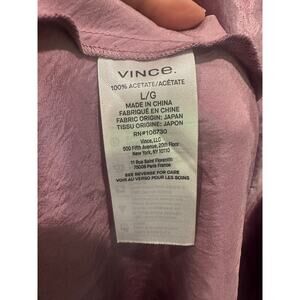 VINCE.
100% ACETATE/ACÉTATE
L/G
MADE IN CHINA
FABRIQUÉ EN CHINE
FABRIC ORIGIN: JAPAN
TISSU ORIGINE: JAPON
RN#106730
Vince, LLC
500 Fifth Avenue, 20th Floor
New York, NY 10110
11 Rue Saint Florentin
75008 Paris France
SEE REVERSE FOR CARE
VOIR AU VERSO POUR LES SOINS